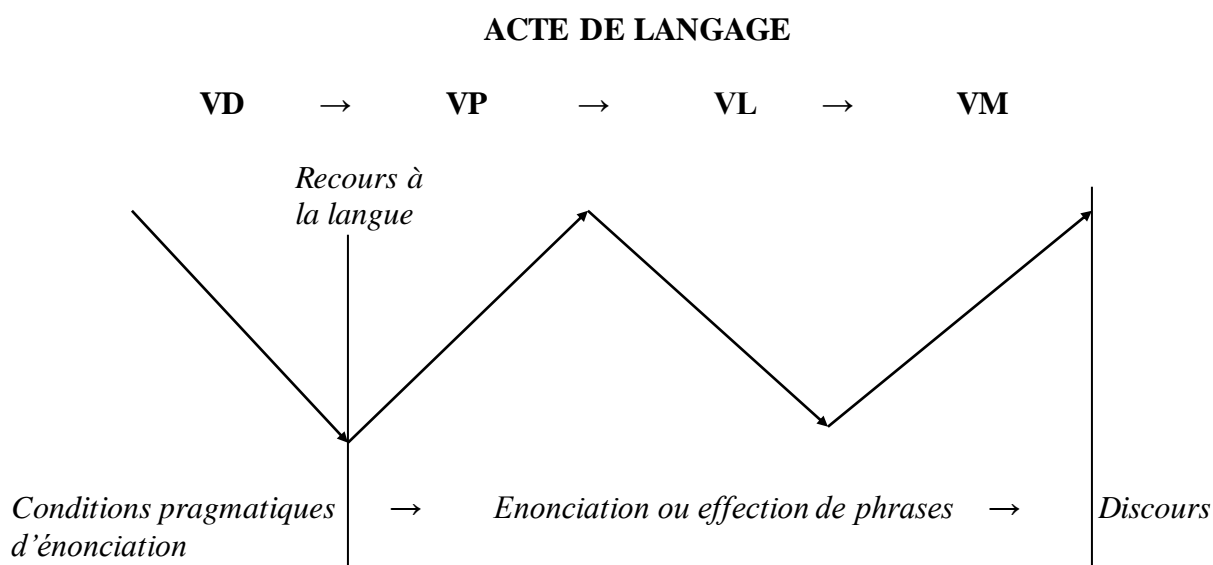 ACTE DE LANGAGE
VD → VP → VL → VM
Recours à
la langue
Conditions pragmatiques → Enonciation ou effection de phrases → Discours
d’énonciation